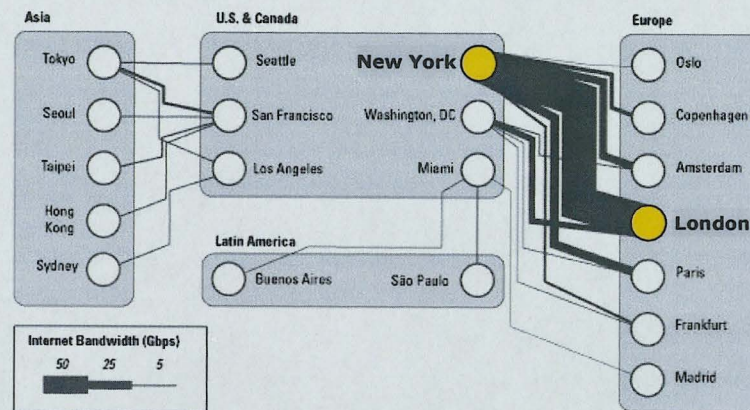 Asia
U.S. & Canada
Europe
Tokyo
Seattle
New York
Oslo
Seoul
San Francisco
Washington, DC
Copenhagen
Taipei
Los Angeles
Miami
Amsterdam
Hong
Kong
London
Latin America
Sydney
Buenos Aires
São Paulo
Paris
Frankfurt
Madrid
Internet Bandwidth (Gbps)
50 25 5